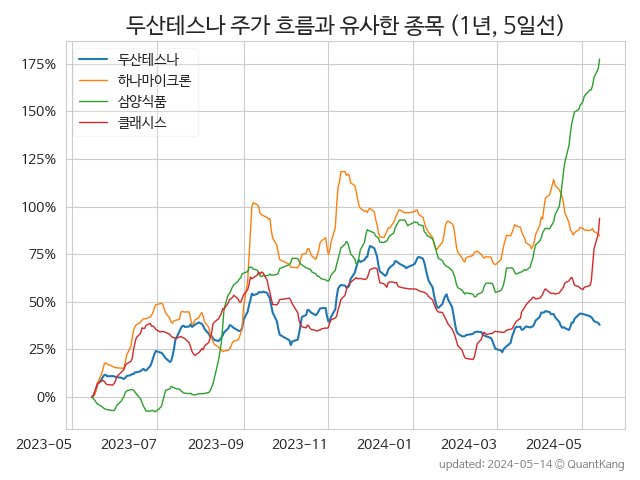 두산테스나 주가 흐름과 유사한 종목 (1년, 5일선)
두산테스나
하나마이크론
삼양식품
클래시스
175%
150%
125%
100%
75%
50%
25%
0%
2023-05
2023-07
2023-09
2023-11
2024-01
2024-03
2024-05
updated: 2024-05-14 © QuantKang